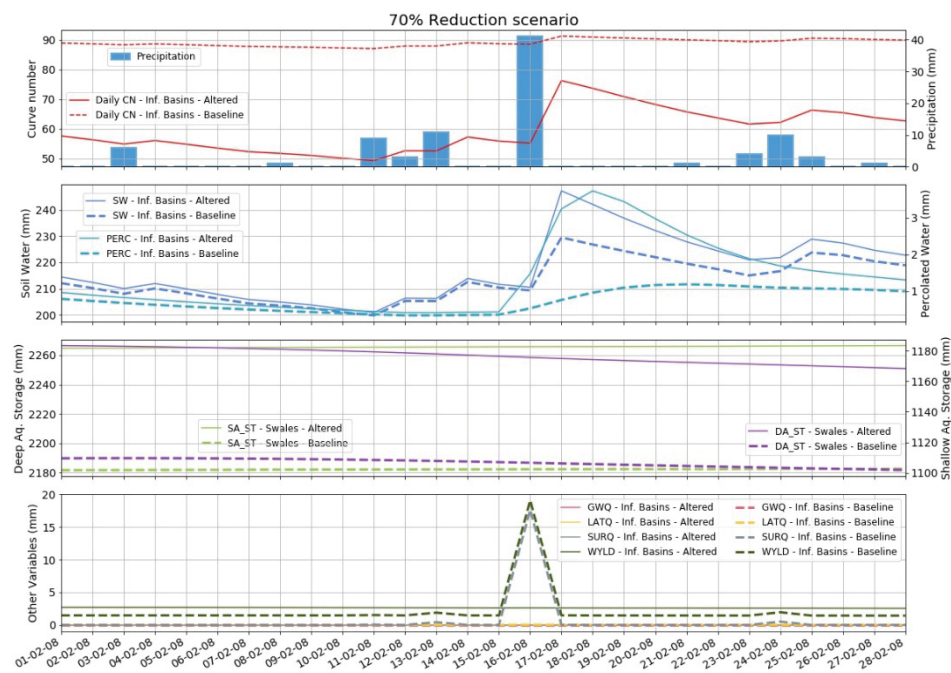 70% Reduction scenario
90
80
70
60
50
Curve number
40
30
20
10
0
Precipitation (mm)
Precipitation
Daily CN - Inf. Basins - Altered
Daily CN - Inf. Basins - Baseline
240
230
220
210
200
Soil Water (mm)
3
2
1
Percolated Water (mm)
SW - Inf. Basins - Altered
SW - Inf. Basins - Baseline
PERC - Inf. Basins - Altered
PERC - Inf. Basins - Baseline
2260
2240
2220
2200
2180
Deep Aq. Storage (mm)
1180
1160
1140
1120
1100
Shallow Aq. Storage (mm)
SA_ST - Swales - Altered
SA_ST - Swales - Baseline
DA_ST - Swales - Altered
DA_ST - Swales - Baseline
20
15
10
5
0
Other Variables (mm)
GWQ - Inf. Basins - Altered
LATQ - Inf. Basins - Altered
SURQ - Inf. Basins - Altered
WYLD - Inf. Basins - Altered
GWQ - Inf. Basins - Baseline
LATQ - Inf. Basins - Baseline
SURQ - Inf. Basins - Baseline
WYLD - Inf. Basins - Baseline
01-02-08
02-02-08
03-02-08
04-02-08
05-02-08
06-02-08
07-02-08
08-02-08
09-02-08
10-02-08
11-02-08
12-02-08
13-02-08
14-02-08
15-02-08
16-02-08
17-02-08
18-02-08
19-02-08
20-02-08
21-02-08
22-02-08
23-02-08
24-02-08
25-02-08
26-02-08
27-02-08
28-02-08